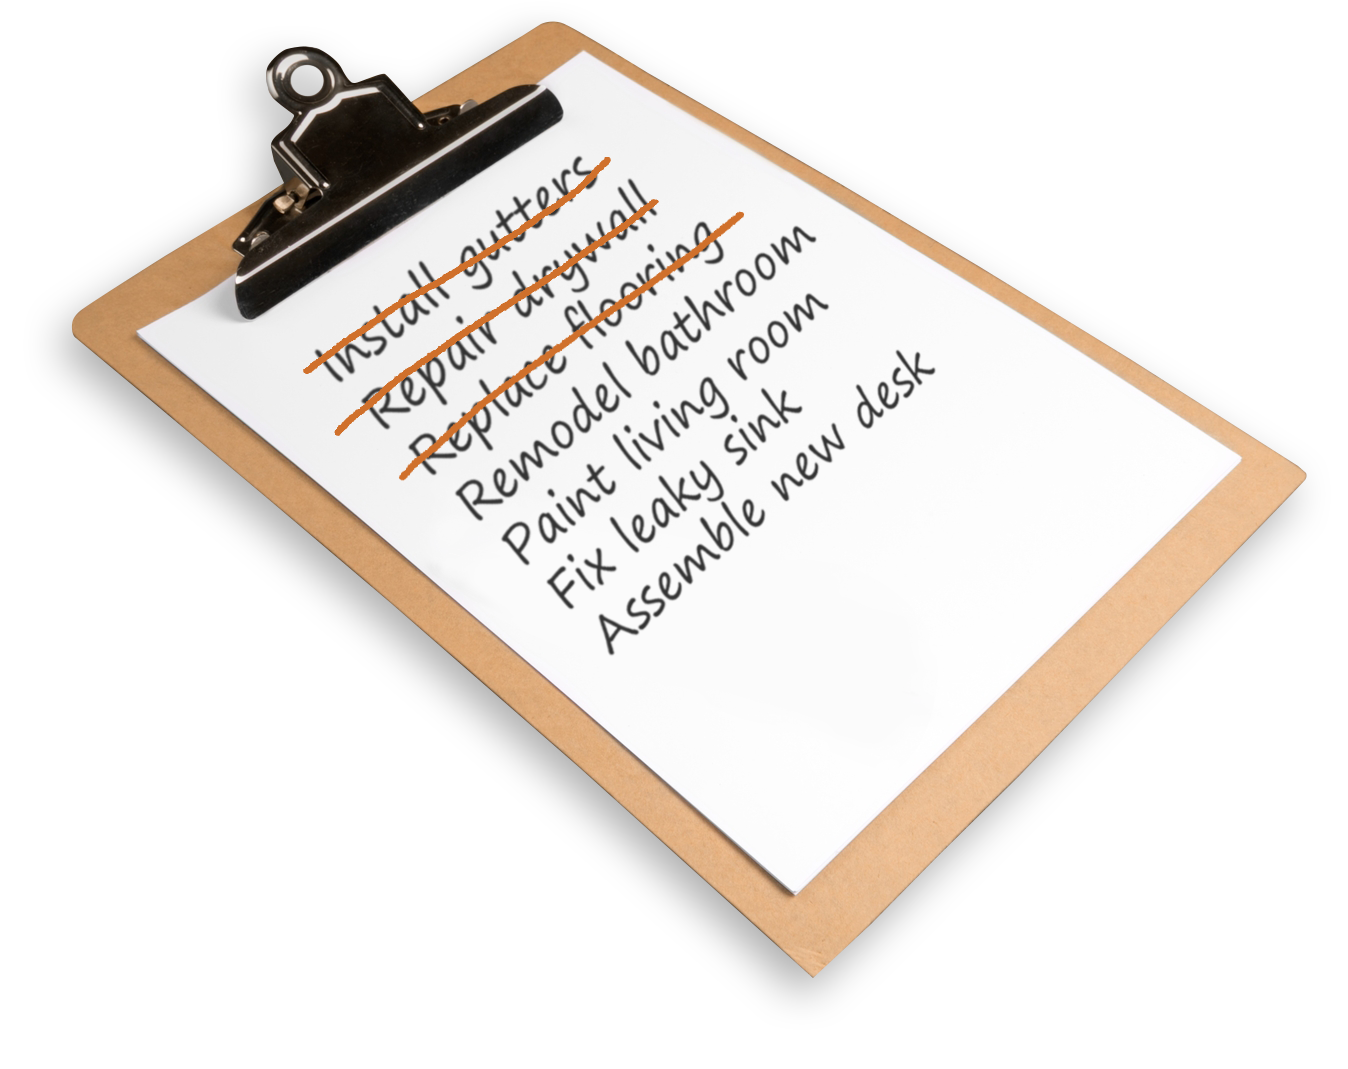 Install gutters
Repair drywall
Replace flooring
Remodel bathroom
Paint living room
Fix leaky sink
Assemble new desk